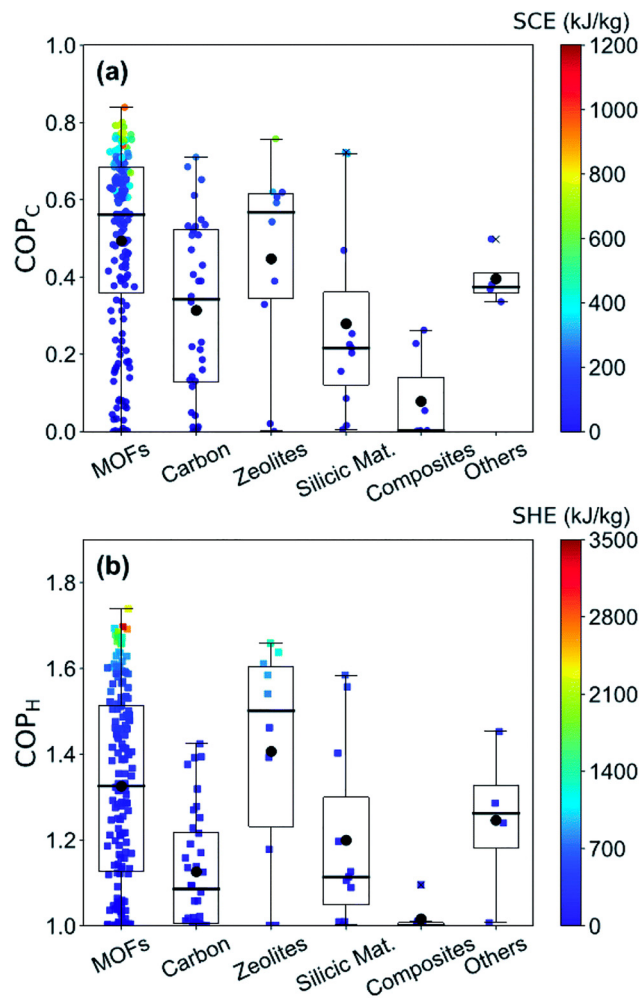 SCE (kJ/kg)
(a)
COP_C
1.0
0.8
0.6
0.4
0.2
0.0
1200
1000
800
600
400
200
0
MOFs
Carbon
Zeolites
Silicic Mat.
Composites
Others
SHE (kJ/kg)
(b)
COP_H
1.8
1.6
1.4
1.2
1.0
3500
2800
2100
1400
700
0
MOFs
Carbon
Zeolites
Silicic Mat.
Composites
Others